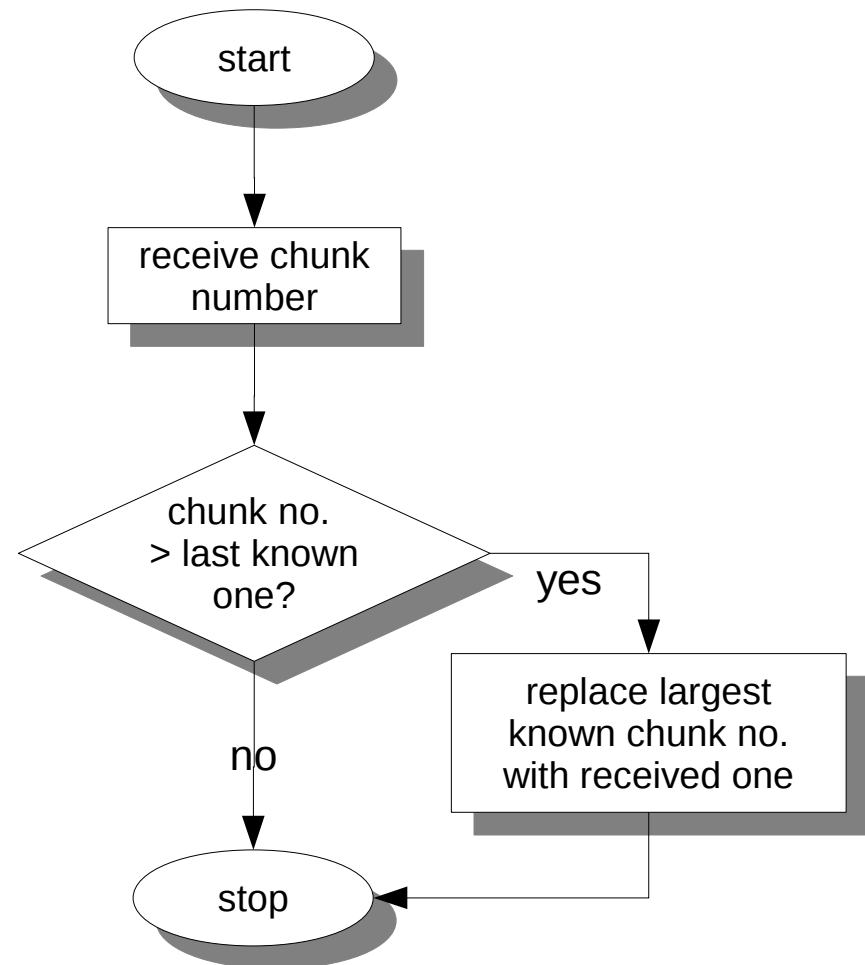 start
receive chunk
number
chunk no.
> last known
one?
yes
replace largest
known chunk no.
with received one
no
stop